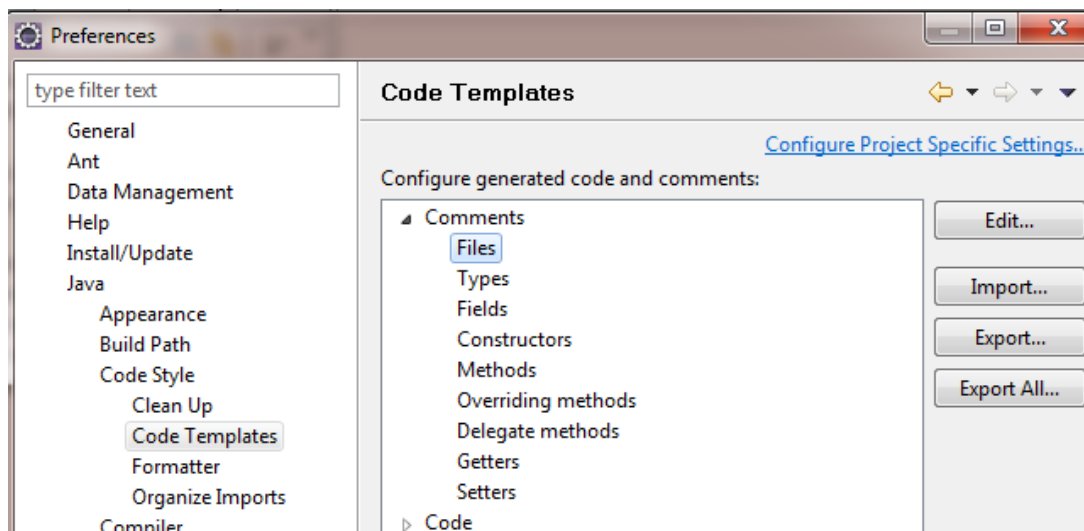 Preferences
type filter text
General
Ant
Data Management
Help
Install/Update
Java
Appearance
Build Path
Code Style
Clean Up
Code Templates
Formatter
Organize Imports
Compiler
Code Templates
Configure Project Specific Settings..
Configure generated code and comments:
Comments
Files
Types
Fields
Constructors
Methods
Overriding methods
Delegate methods
Getters
Setters
Code
Edit...
Import...
Export...
Export All...